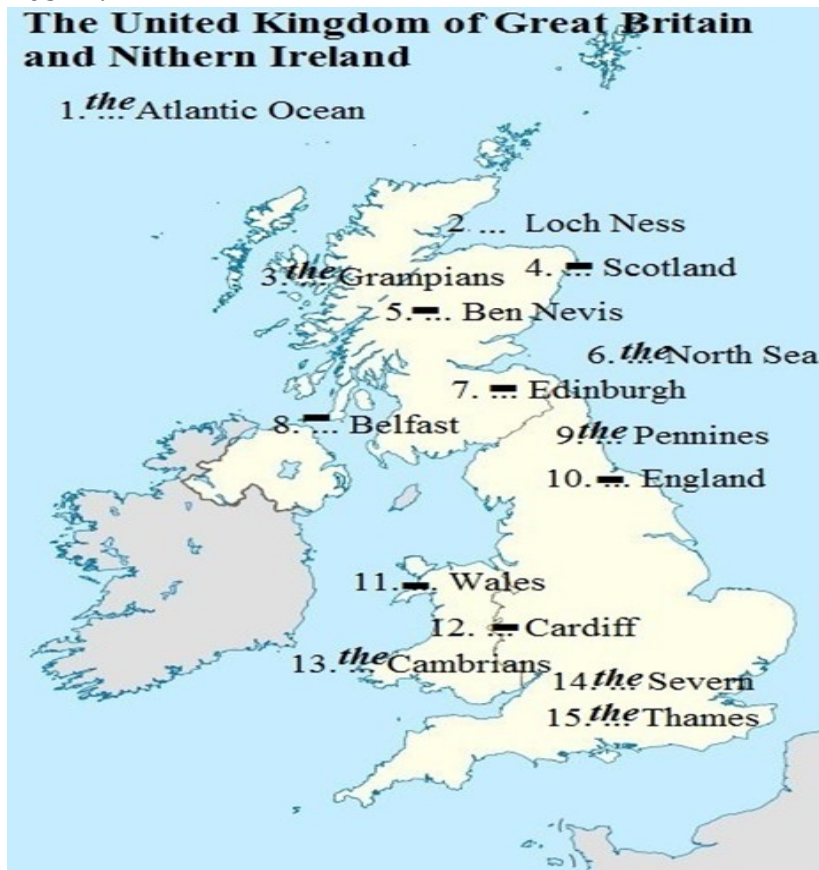 The United Kingdom of Great Britain
and Nithern Ireland
1. the ... Atlantic Ocean
2 ... Loch Ness
3. the ... Grampians
4. – ... Scotland
5. – ... Ben Nevis
6. the ... North Sea
7. – ... Edinburgh
8. – ... Belfast
9 the ... Pennines
10. – ... England
11. – ... Wales
12. – ... Cardiff
13. the ... Cambrians
14. the ... Severn
15. the ... Thames